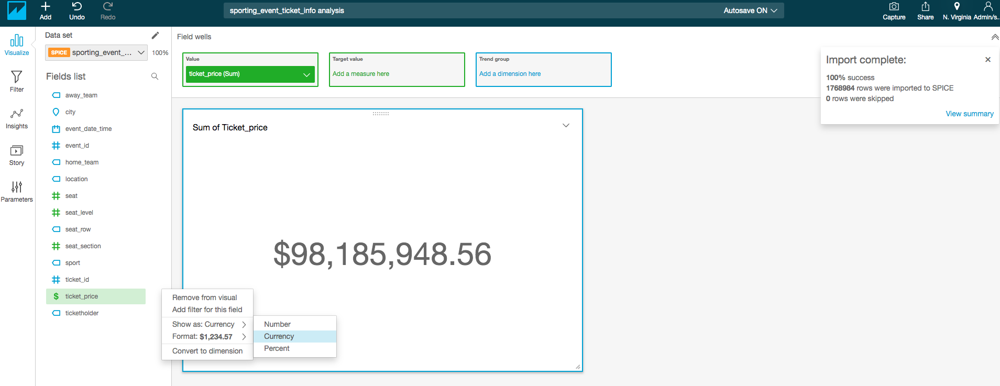 Add
Undo
Redo
sporting_event_ticket_info analysis
Autosave ON
Capture
Share
N. Virginia
Admin/s...
Visualize
Filter
Insights
Story
Parameters
Data set
SPICE sporting_event_... 100%
Fields list
away_team
city
event_date_time
event_id
home_team
location
seat
seat_level
seat_row
seat_section
sport
ticket_id
$ ticket_price
ticketholder
Field wells
Value
ticket_price (Sum)
Target value
Add a measure here
Trend group
Add a dimension here
Import complete:
100% success
1768984 rows were imported to SPICE
0 rows were skipped
View summary
Sum of Ticket_price
$98,185,948.56
Remove from visual
Add filter for this field
Show as: Currency
Format: $1,234.57
Convert to dimension
Number
Currency
Percent